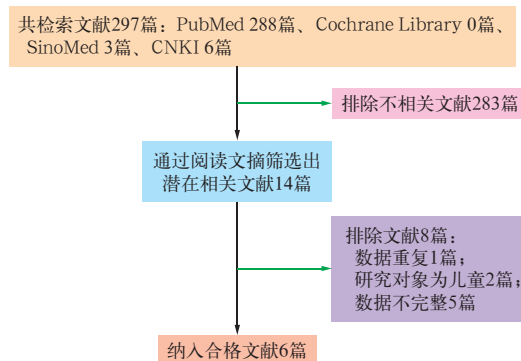 共检索文献297篇：PubMed 288篇、Cochrane Library 0篇、
SinoMed 3篇、CNKI 6篇
排除不相关文献283篇
通过阅读文摘筛选出
潜在相关文献14篇
排除文献8篇：
数据重复1篇；
研究对象为儿童2篇；
数据不完整5篇
纳入合格文献6篇